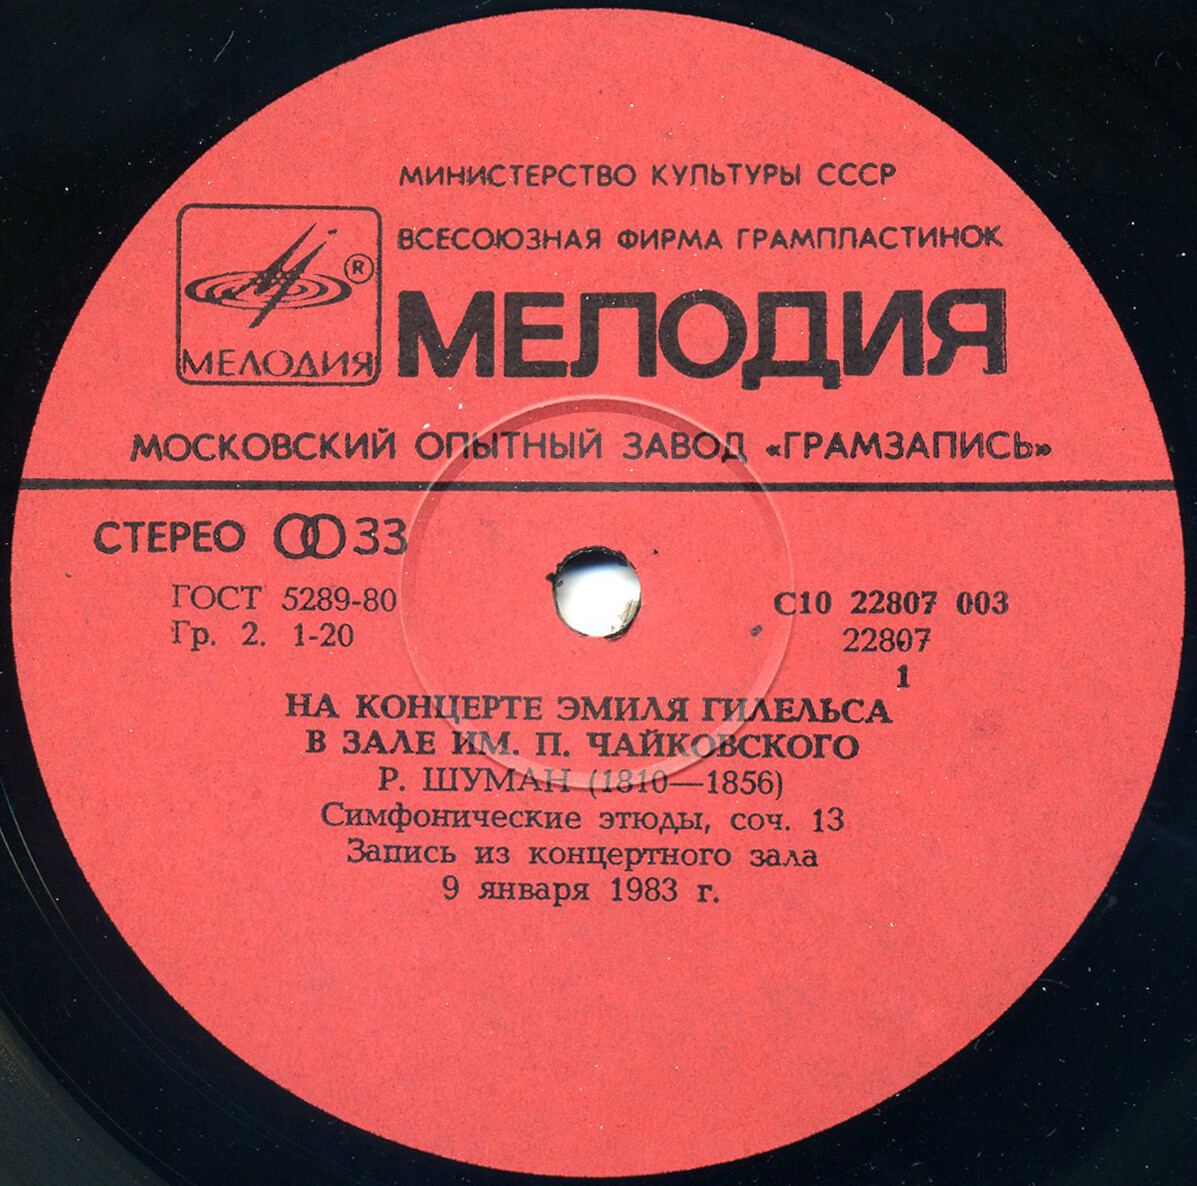 МИНИСТЕРСТВО КУЛЬТУРЫ СССР
ВСЕСОЮЗНАЯ ФИРМА ГРАМПЛАСТИНОК
®
МЕЛОДИЯ
МЕЛОДИЯ
МОСКОВСКИЙ ОПЫТНЫЙ ЗАВОД «ГРАМЗАПИСЬ»
СТЕРЕО 33
ГОСТ 5289-80
Гр. 2. 1-20
С10 22807 003
22807
1
НА КОНЦЕРТЕ ЭМИЛЯ ГИЛЕЛЬСА
В ЗАЛЕ ИМ. П. ЧАЙКОВСКОГО
Р. ШУМАН (1810—1856)
Симфонические этюды, соч. 13
Запись из концертного зала
9 января 1983 г.